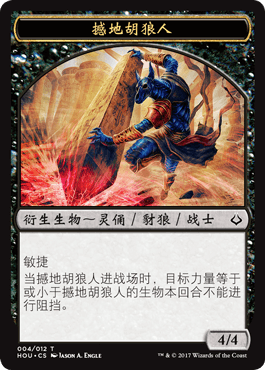 撼地胡狼人
衍生生物～灵俑／豺狼／战士
敏捷
当撼地胡狼人进战场时，目标力量等于
或小于撼地胡狼人的生物本回合不能进
行阻挡。
4/4
004/012 T
HOU • CS JASON A. ENGLE
™ & © 2017 Wizards of the Coast